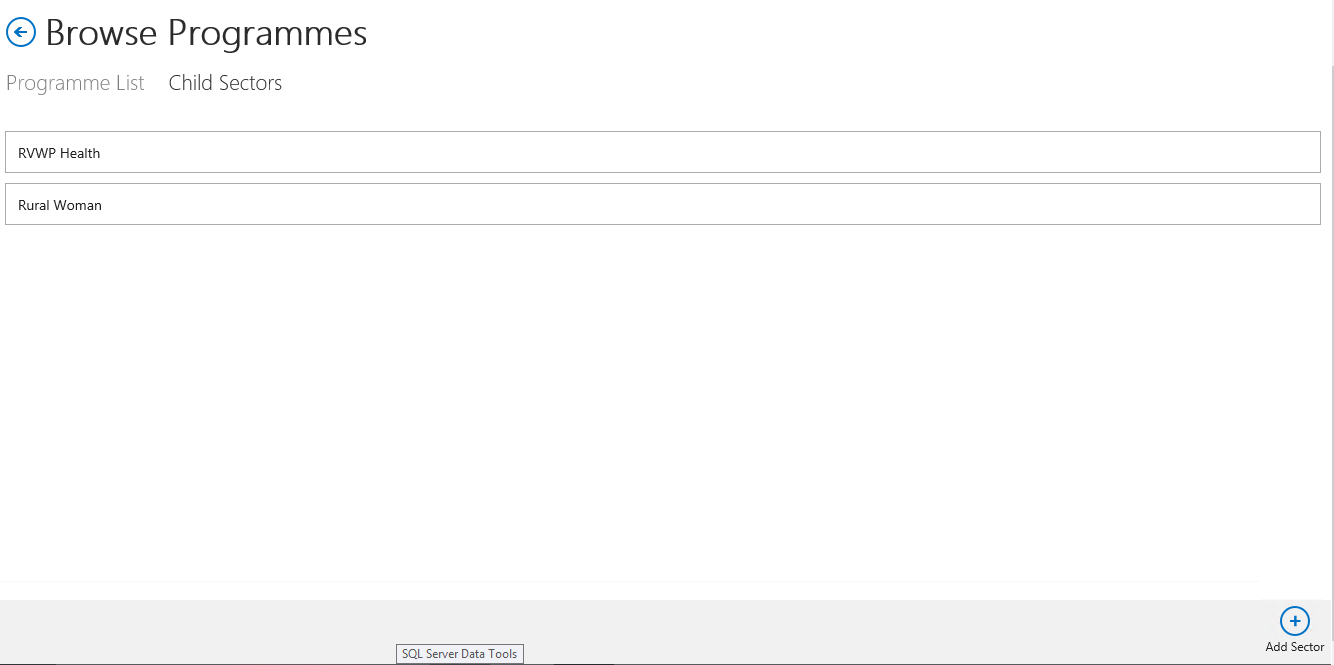 Browse Programmes
Programme List Child Sectors
RVWP Health
Rural Woman
Add Sector
SQL Server Data Tools